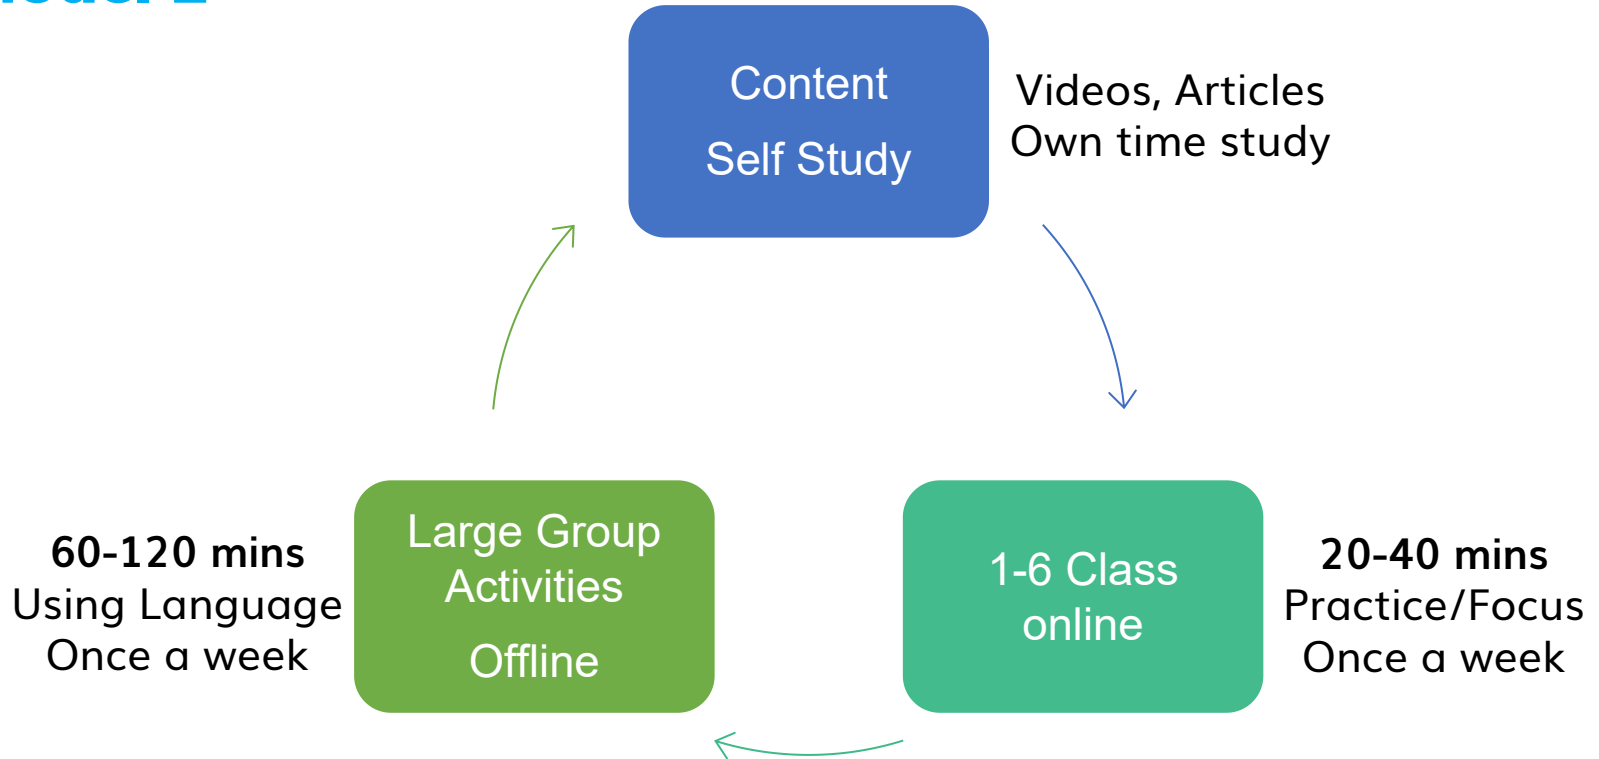 Content
Self Study
Videos, Articles
Own time study
1-6 Class
online
20-40 mins
Practice/Focus
Once a week
Large Group
Activities
Offline
60-120 mins
Using Language
Once a week